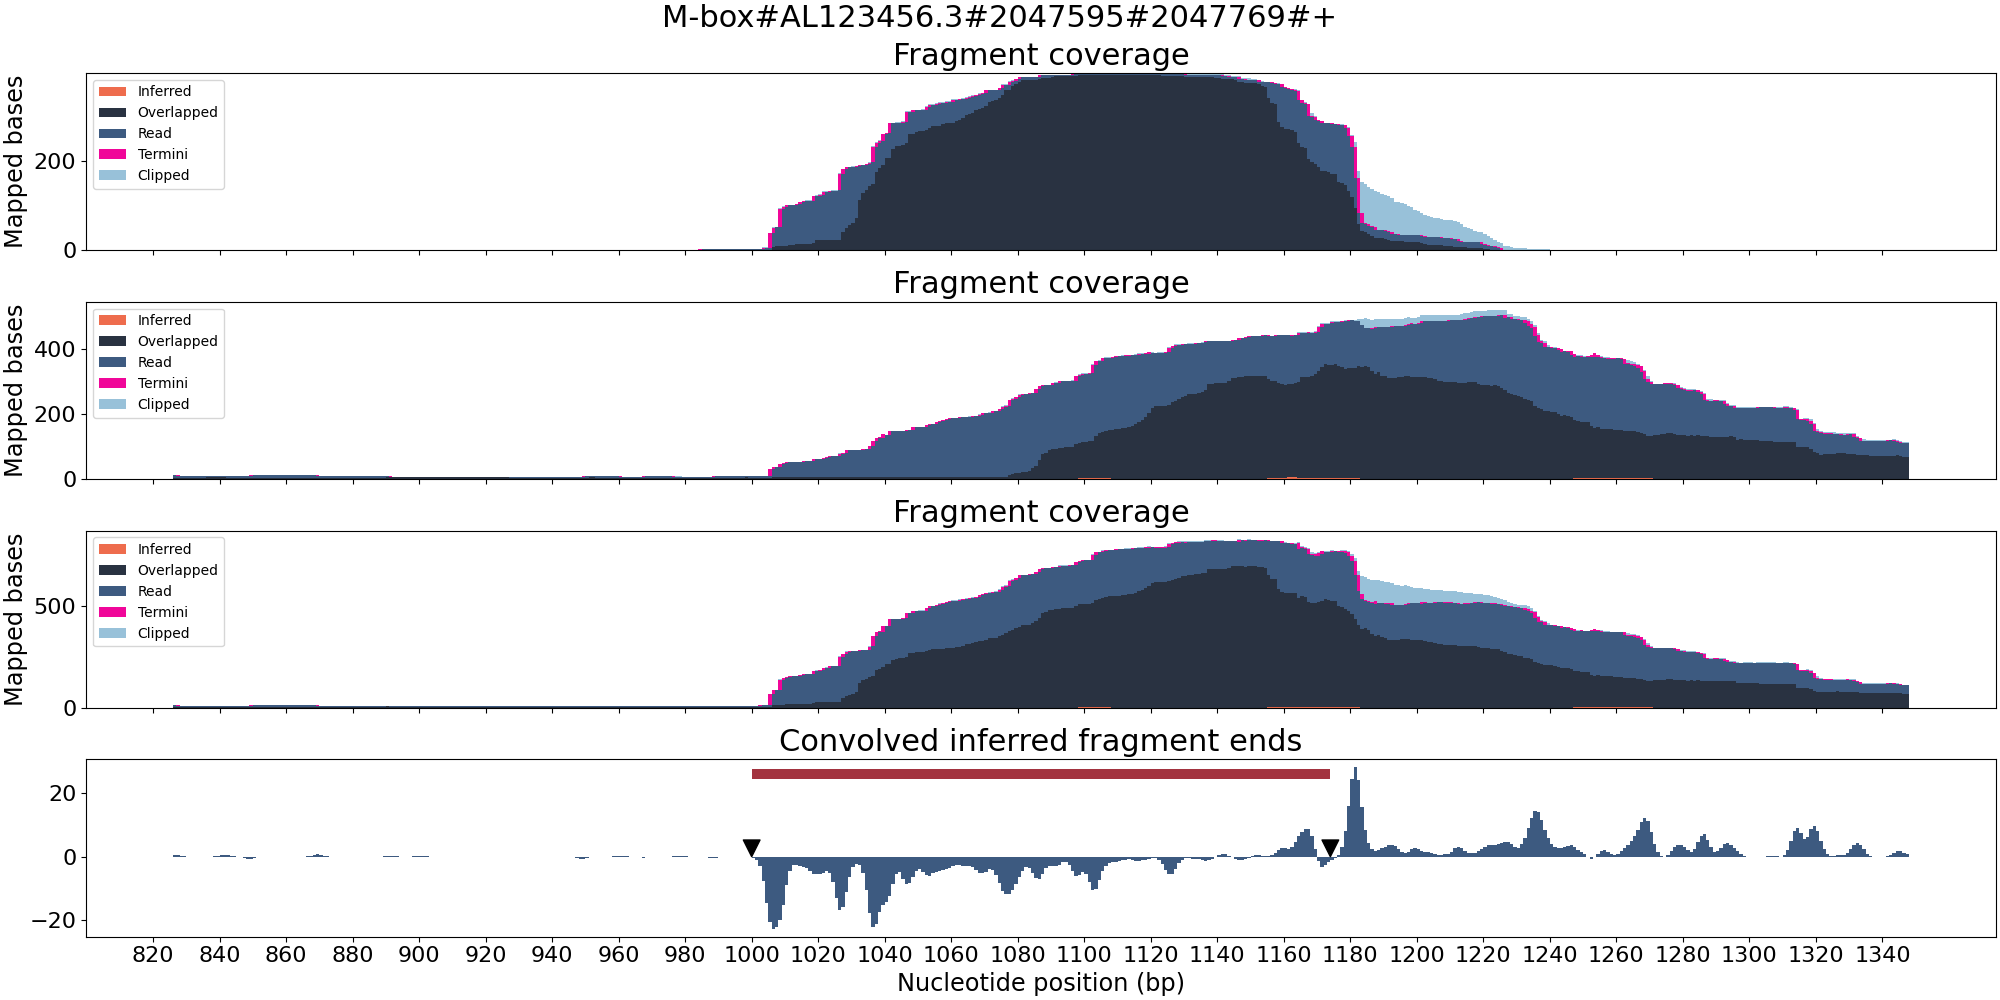 M-box#AL123456.3#2047595#2047769#+
Fragment coverage
Mapped bases
200
0
Inferred
Overlapped
Read
Termini
Clipped
Fragment coverage
Mapped bases
400
200
0
Inferred
Overlapped
Read
Termini
Clipped
Fragment coverage
Mapped bases
500
0
Inferred
Overlapped
Read
Termini
Clipped
Convolved inferred fragment ends
20
0
−20
820 840 860 880 900 920 940 960 980 1000 1020 1040 1060 1080 1100 1120 1140 1160 1180 1200 1220 1240 1260 1280 1300 1320 1340
Nucleotide position (bp)